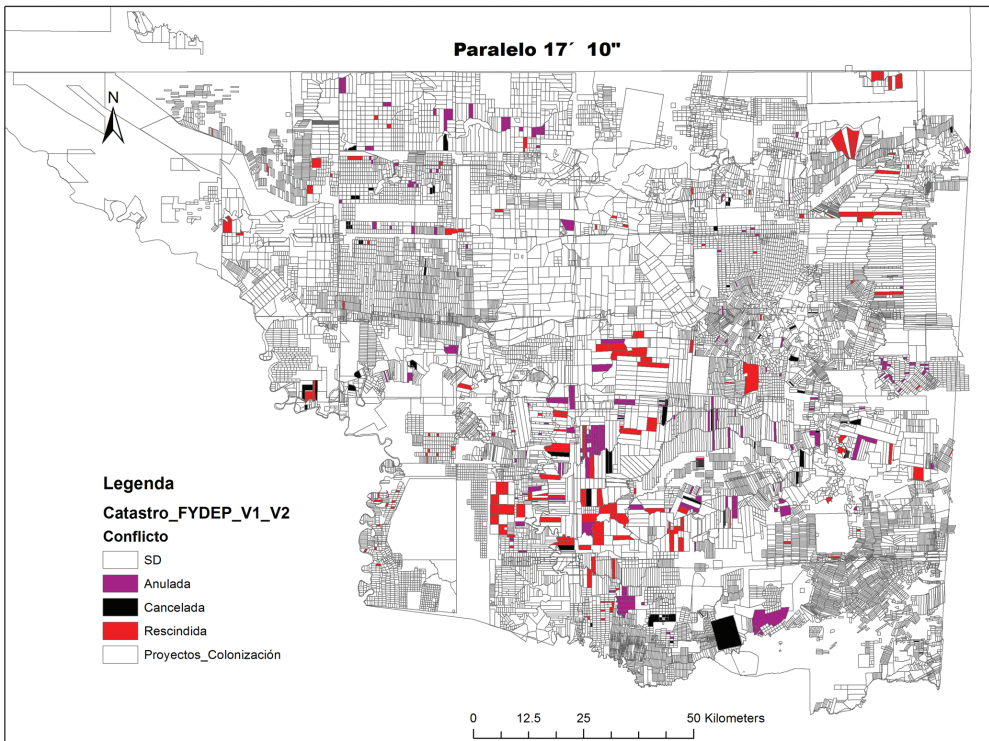 Paralelo 17´ 10"
N
Legenda
Catastro_FYDEP_V1_V2
Conflicto
SD
Anulada
Cancelada
Rescindida
Proyectos_Colonización
0 12.5 25 50 Kilometers